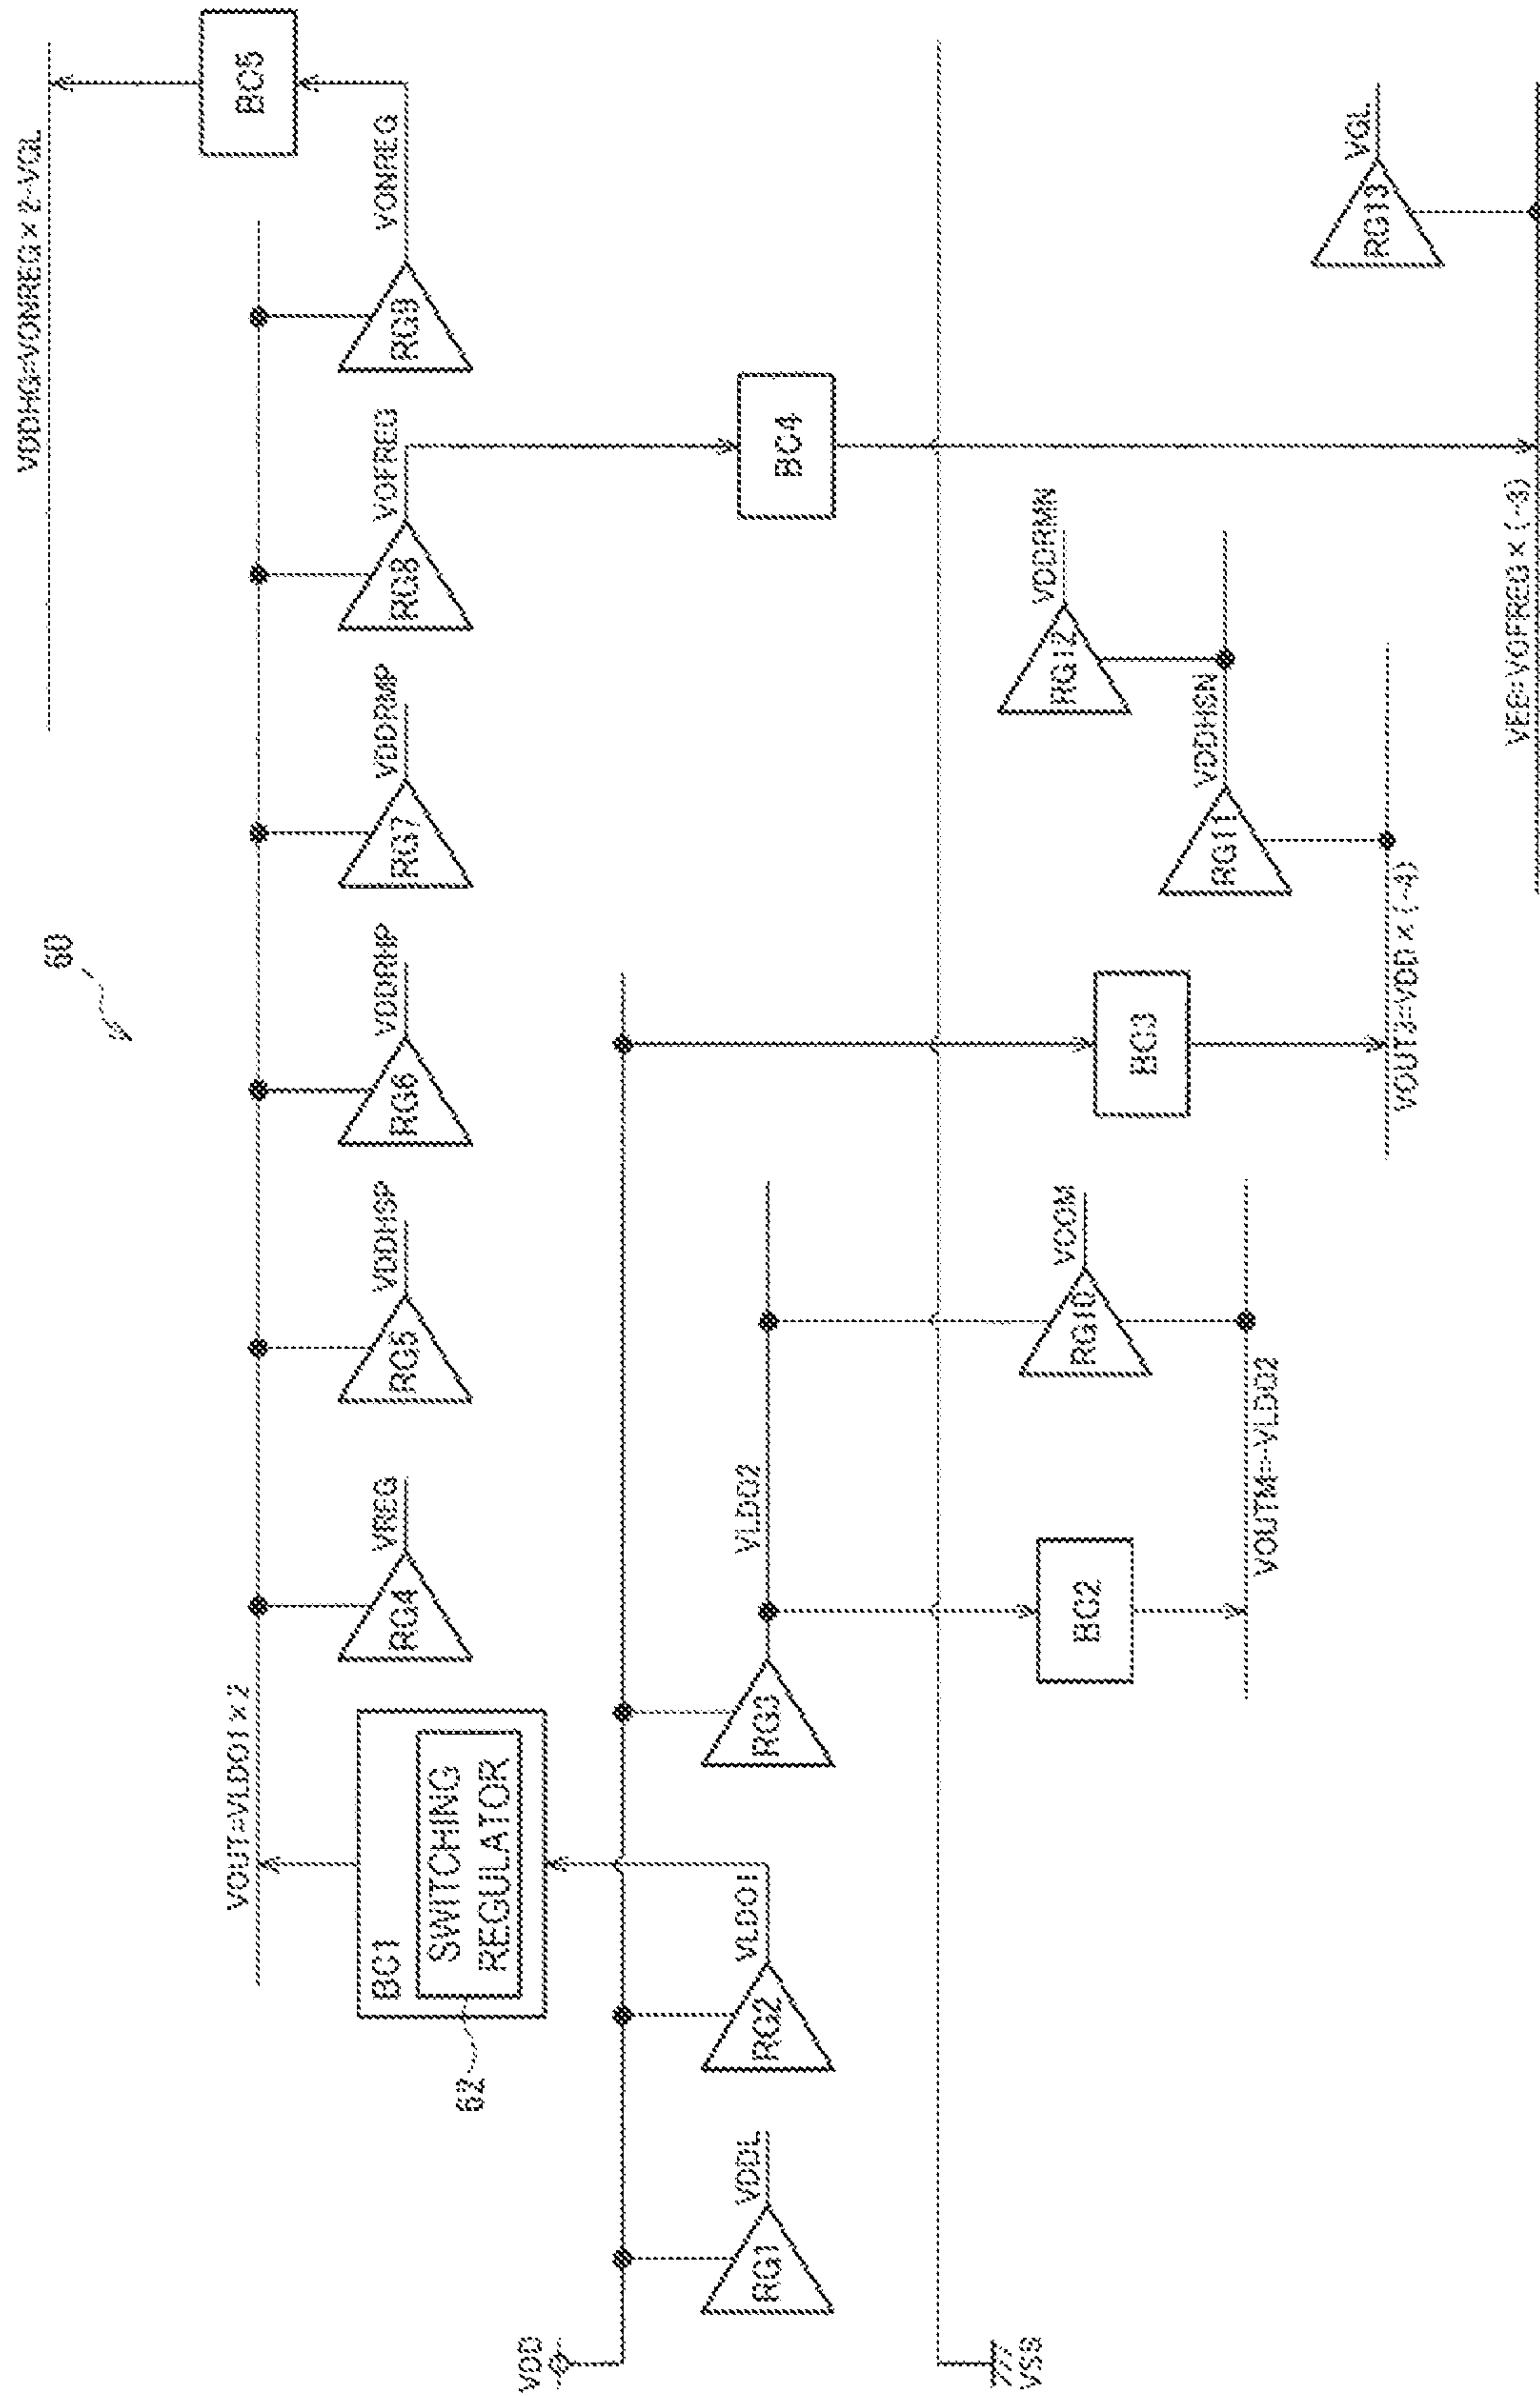 60
VDDHG=VONREG×2-VGL
BC5
VOUT=VLDO1×2
RG4
VREG
RG5
VDDHSP
RG6
VDDRHP
RG7
VDDRMP
RG8
VOFREG
RG9
VONREG
BC1
SWITCHING
REGULATOR
62
VDD
RG1
VDDL
RG2
VLDO1
RG3
VLDO2
BC4
VSS
BC2
RG10
VCOM
VOUTM=-VLDO2
BC3
RG12
VDDRMN
RG11
VDDHSN
VOUT3=VDD×(-4)
RG13
VGL
VEE=VOFREG×(-3)